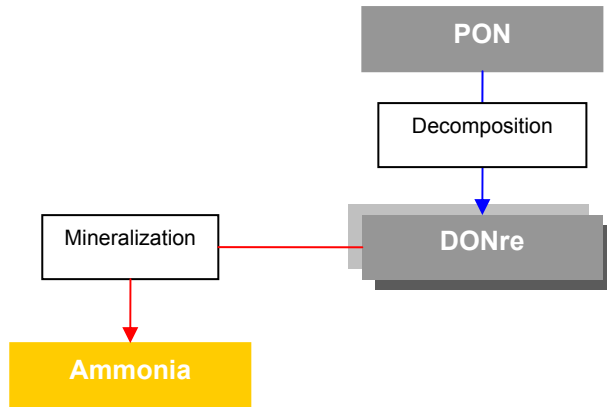 PON
Decomposition
Mineralization
DONre
Ammonia